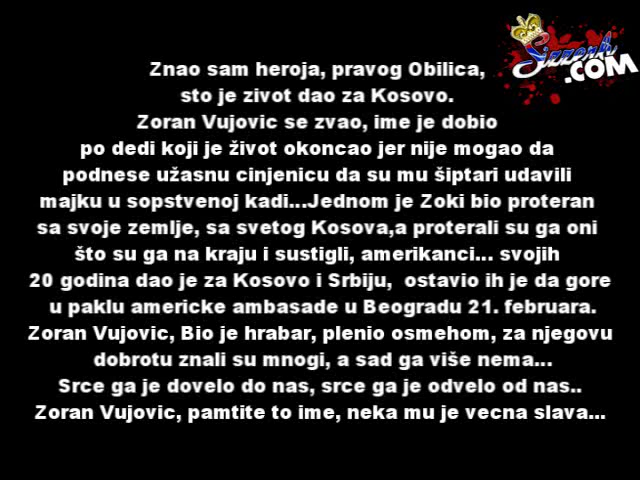 Sizzerb
.COM
Znao sam heroja, pravog Obilica,
sto je zivot dao za Kosovo.
Zoran Vujovic se zvao, ime je dobio
po dedi koji je život okoncao jer nije mogao da
podnese užasnu cinjenicu da su mu šiptari udavili
majku u sopstvenoj kadi...Jednom je Zoki bio proteran
sa svoje zemlje, sa svetog Kosova,a proterali su ga oni
što su ga na kraju i sustigli, amerikanci... svojih
20 godina dao je za Kosovo i Srbiju, ostavio ih je da gore
u paklu americke ambasade u Beogradu 21. februara.
Zoran Vujovic, Bio je hrabar, plenio osmehom, za njegovu
dobrotu znali su mnogi, a sad ga više nema...
Srce ga je dovelo do nas, srce ga je odvelo od nas..
Zoran Vujovic, pamtite to ime, neka mu je vecna slava...